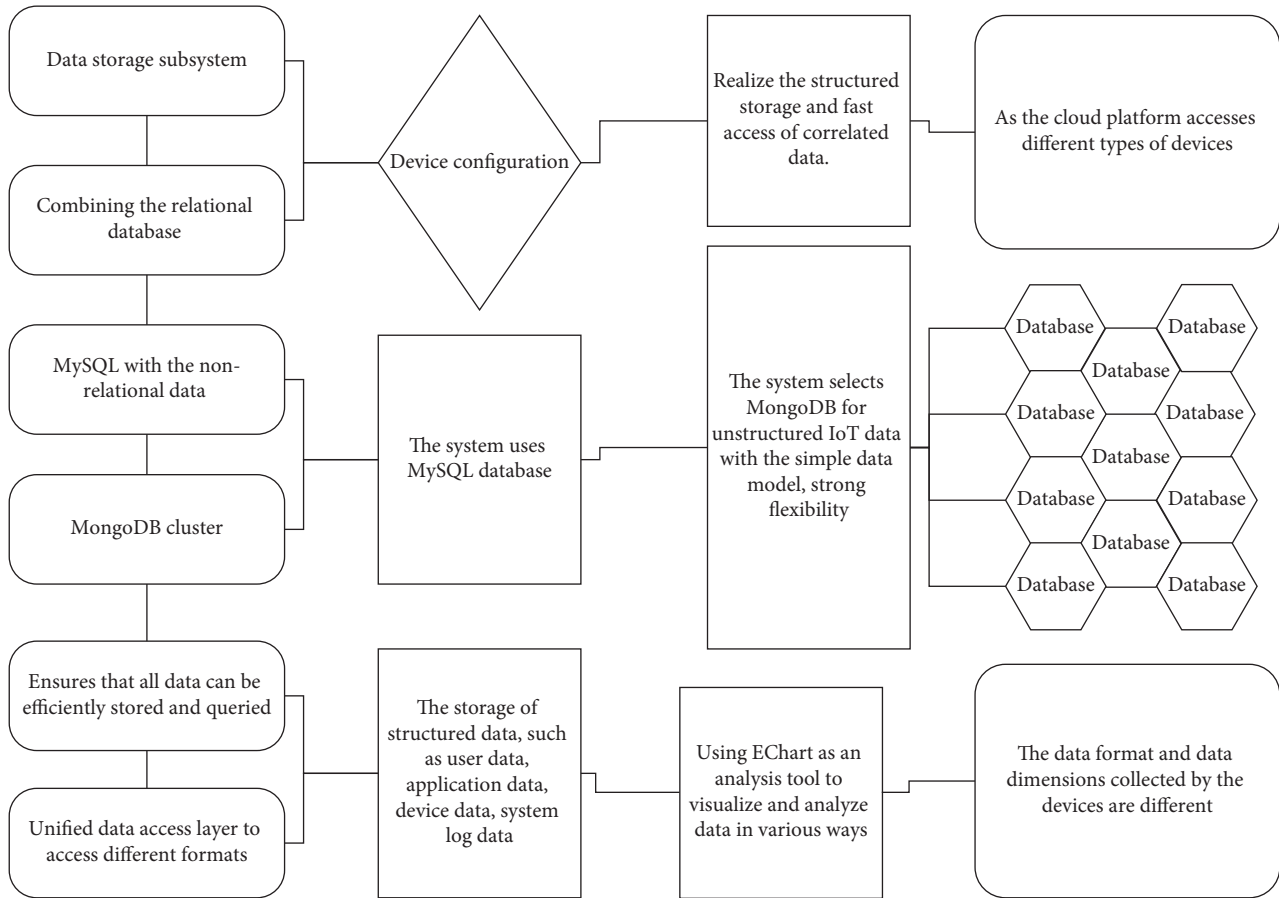 Data storage subsystem
Combining the relational
database
Device configuration
Realize the structured
storage and fast
access of correlated
data.
As the cloud platform accesses
different types of devices
MySQL with the non-
relational data
MongoDB cluster
The system uses
MySQL database
The system selects
MongoDB for
unstructured IoT data
with the simple data
model, strong
flexibility
Database
Database
Database
Database
Database
Database
Database
Database
Database
Database
Database
Ensures that all data can be
efficiently stored and queried
Unified data access layer to
access different formats
The storage of
structured data, such
as user data,
application data,
device data, system
log data
Using EChart as an
analysis tool to
visualize and analyze
data in various ways
The data format and data
dimensions collected by the
devices are different